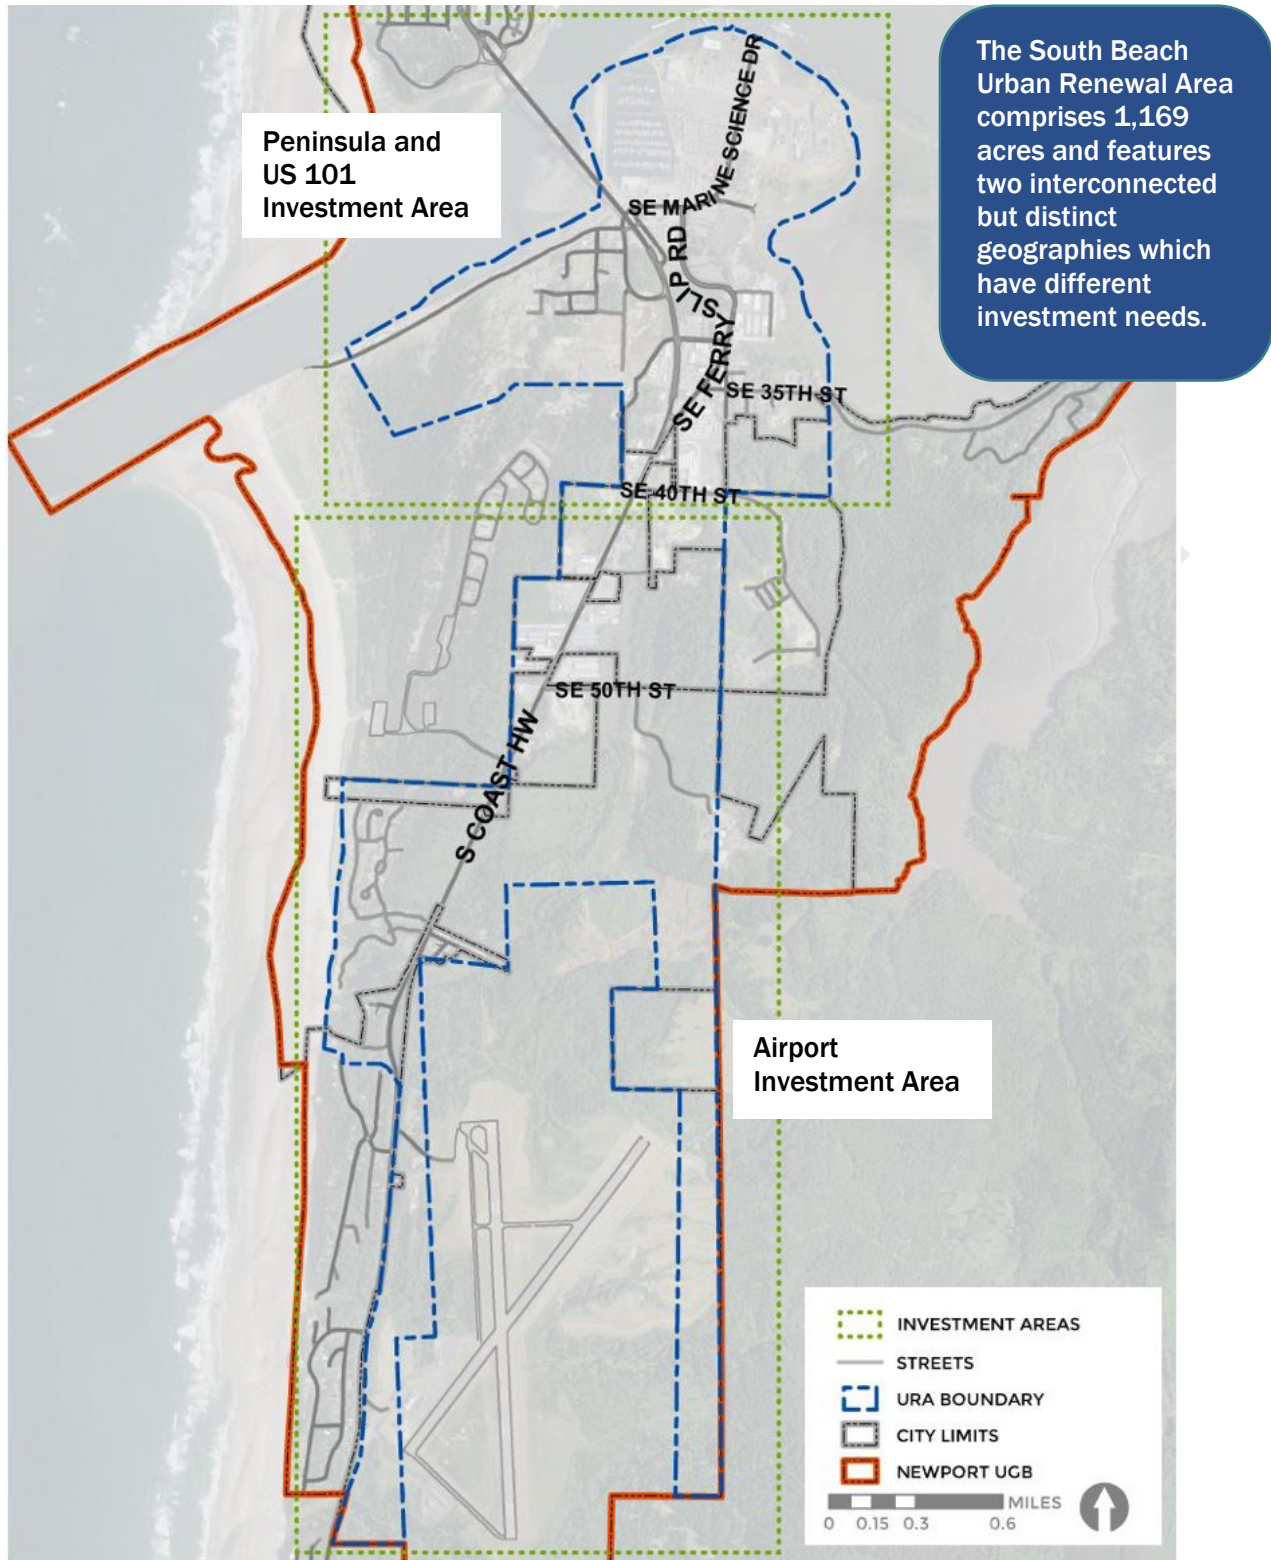 The South Beach
Urban Renewal Area
comprises 1,169
acres and features
two interconnected
but distinct
geographies which
have different
investment needs.
Peninsula and
US 101
Investment Area
SE MARINE SCIENCE DR
SE FERRY SLIP RD
SE 35TH ST
SE 40TH ST
SE 50TH ST
S COAST HW
Airport
Investment Area
INVESTMENT AREAS
STREETS
URA BOUNDARY
CITY LIMITS
NEWPORT UGB
MILES
0 0.15 0.3 0.6